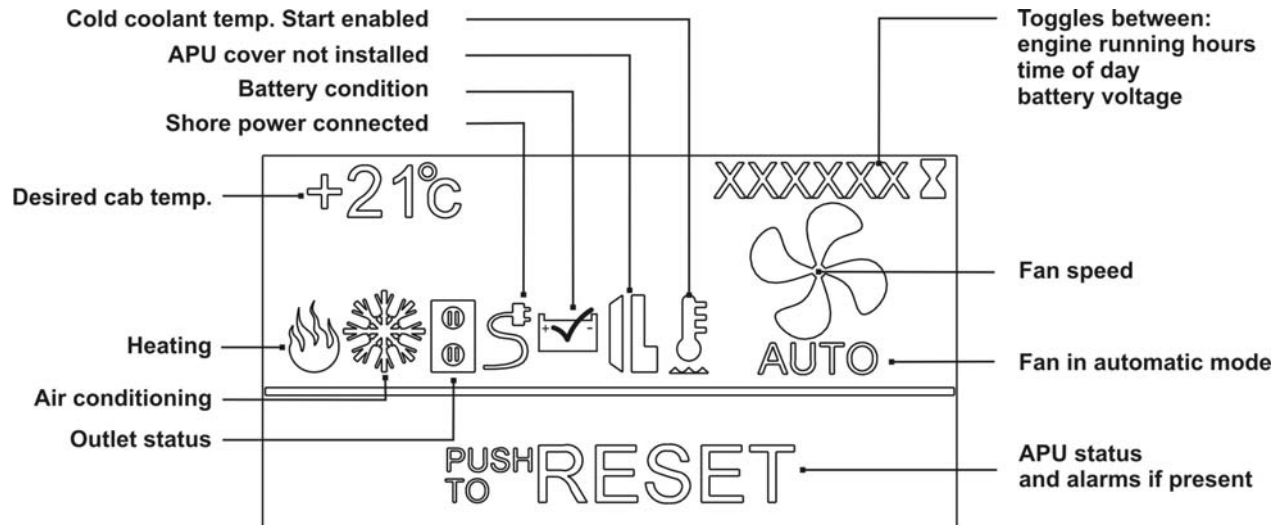 Cold coolant temp. Start enabled
APU cover not installed
Battery condition
Shore power connected
Desired cab temp.
Heating
Air conditioning
Outlet status
Toggles between:
engine running hours
time of day
battery voltage
Fan speed
Fan in automatic mode
APU status
and alarms if present
+21°C
XXXXXX
+ -
AUTO
PUSH
TO
RESET